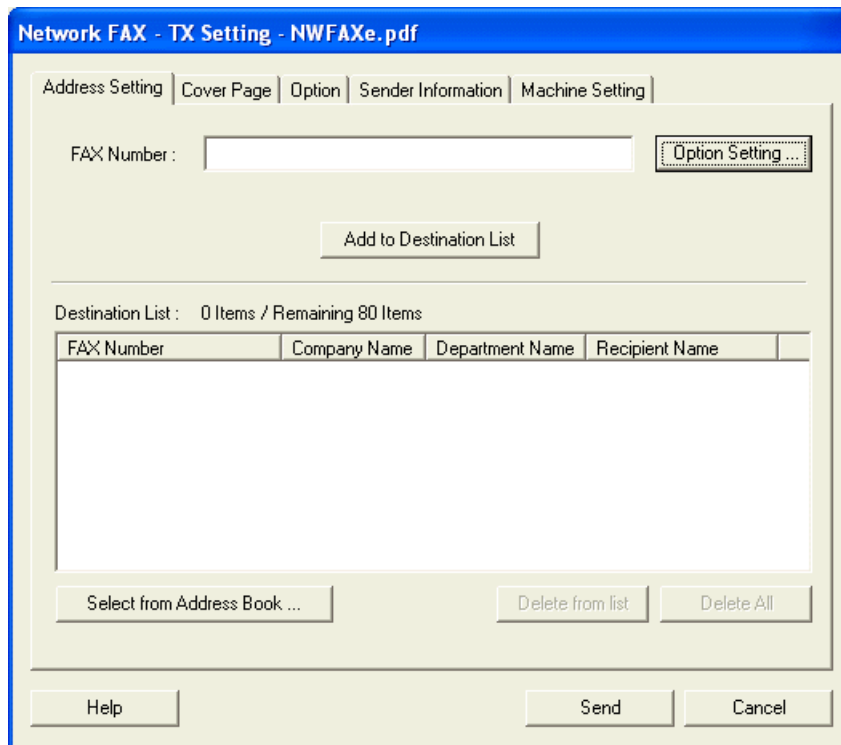 Network FAX - TX Setting - NWFAXe.pdf
Address Setting Cover Page Option Sender Information Machine Setting
FAX Number : Option Setting ...
Add to Destination List
Destination List : 0 Items / Remaining 80 Items
FAX Number Company Name Department Name Recipient Name
Select from Address Book ... Delete from list Delete All
Help Send Cancel